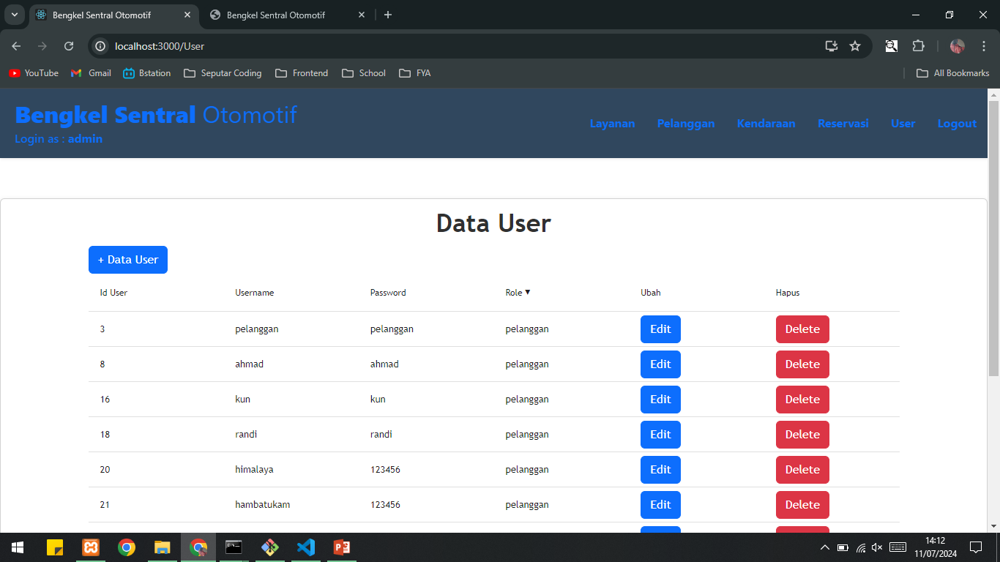 Bengkel Sentral Otomotif
Bengkel Sentral Otomotif
localhost:3000/User
YouTube Gmail Bstation Seputar Coding Frontend School FYA All Bookmarks
Bengkel Sentral Otomotif
Login as : admin
Layanan Pelanggan Kendaraan Reservasi User Logout
Data User
+ Data User
Id User Username Password Role ▼ Ubah Hapus
3 pelanggan pelanggan pelanggan Edit Delete
8 ahmad ahmad pelanggan Edit Delete
16 kun kun pelanggan Edit Delete
18 randi randi pelanggan Edit Delete
20 himalaya 123456 pelanggan Edit Delete
21 hambatukam 123456 pelanggan Edit Delete
14:12
11/07/2024